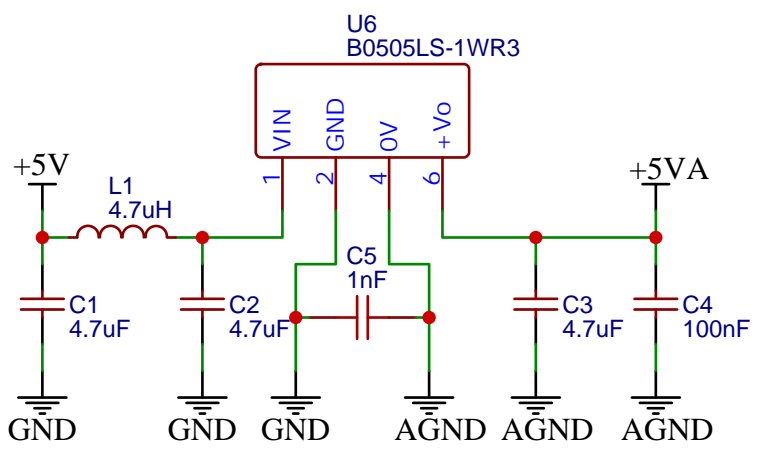 U6
B0505LS-1WR3
VIN
GND
0V
+Vo
1
2
4
6
+5V
+5VA
L1
4.7uH
C5
1nF
C1
4.7uF
C2
4.7uF
C3
4.7uF
C4
100nF
GND
GND
GND
AGND
AGND
AGND